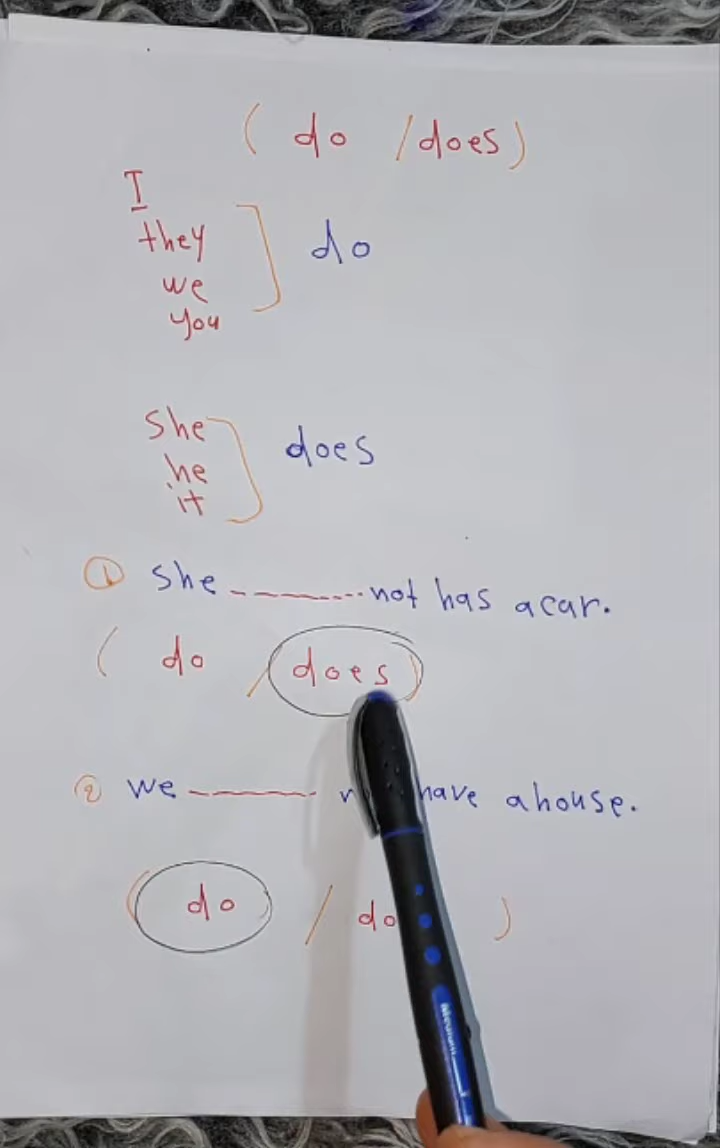 ( do / does)
I
they
we
you
do
she
he
it
does
① she --------- not has a car.
( do / does )
② we ------- have a house.
( do / )
Medium